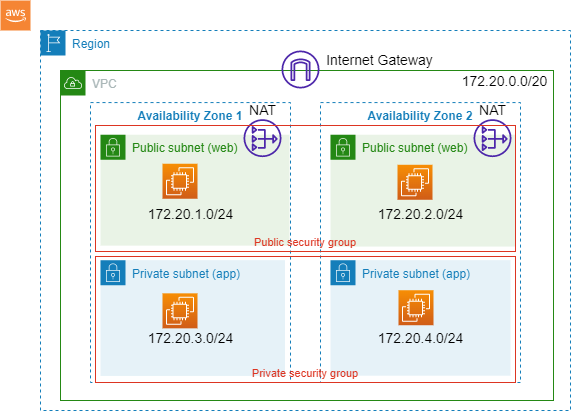 aws
Region
Internet Gateway
VPC
172.20.0.0/20
Availability Zone 1
NAT
Availability Zone 2
NAT
Public subnet (web)
Public subnet (web)
172.20.1.0/24
172.20.2.0/24
Public security group
Private subnet (app)
Private subnet (app)
172.20.3.0/24
172.20.4.0/24
Private security group